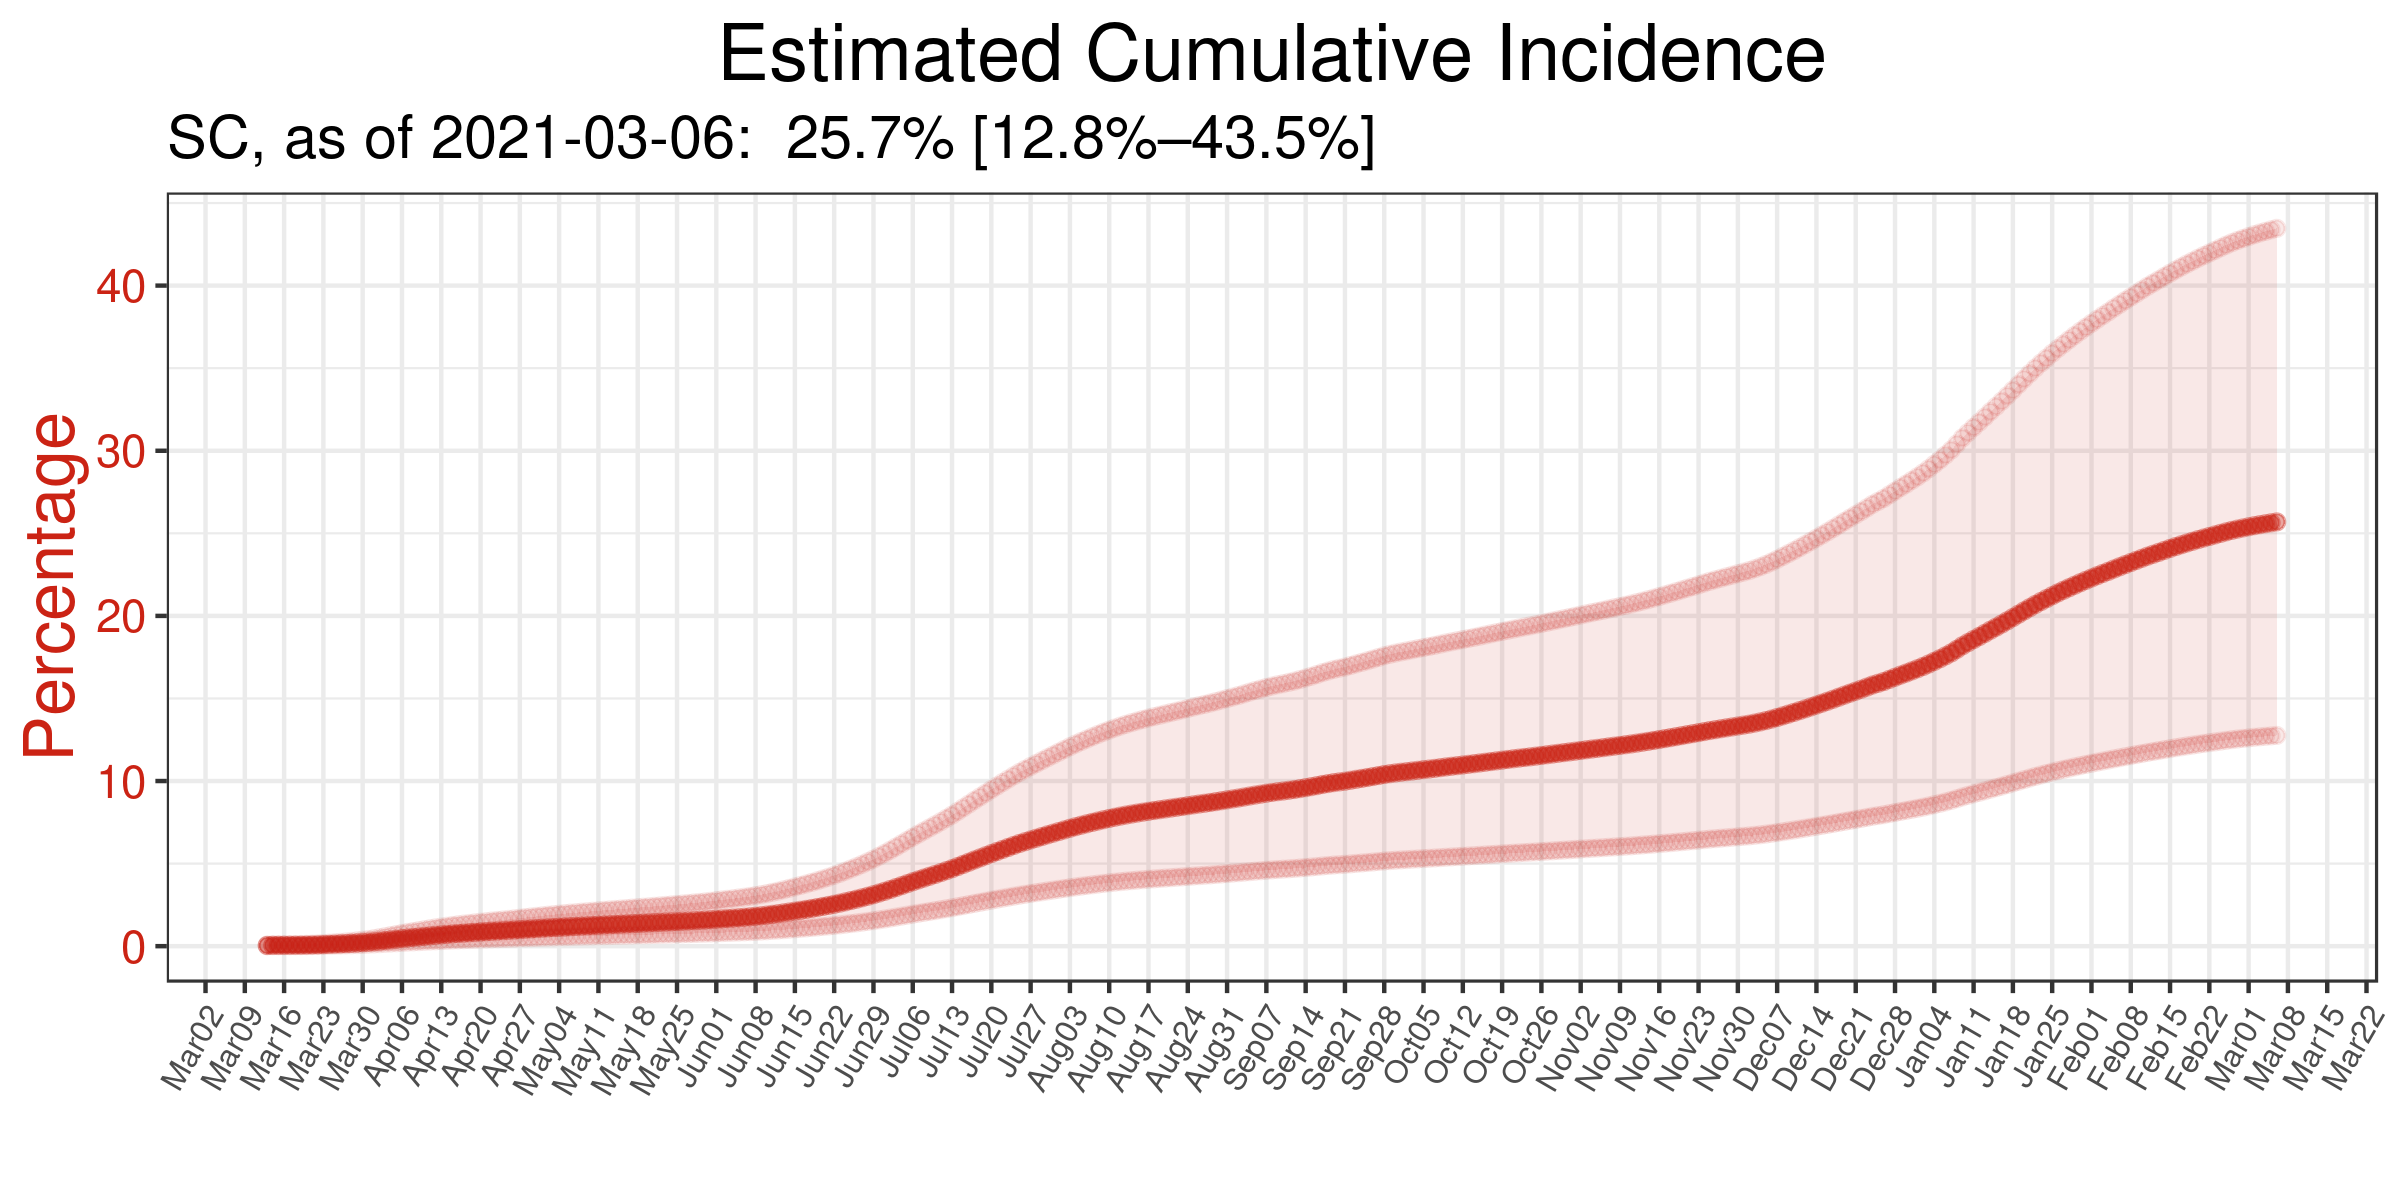 Estimated Cumulative Incidence
SC, as of 2021-03-06:  25.7% [12.8%–43.5%]
Percentage
40
30
20
10
0
Mar02
Mar09
Mar16
Mar23
Mar30
Apr06
Apr13
Apr20
Apr27
May04
May11
May18
May25
Jun01
Jun08
Jun15
Jun22
Jun29
Jul06
Jul13
Jul20
Jul27
Aug03
Aug10
Aug17
Aug24
Aug31
Sep07
Sep14
Sep21
Sep28
Oct05
Oct12
Oct19
Oct26
Nov02
Nov09
Nov16
Nov23
Nov30
Dec07
Dec14
Dec21
Dec28
Jan04
Jan11
Jan18
Jan25
Feb01
Feb08
Feb15
Feb22
Mar01
Mar08
Mar15
Mar22